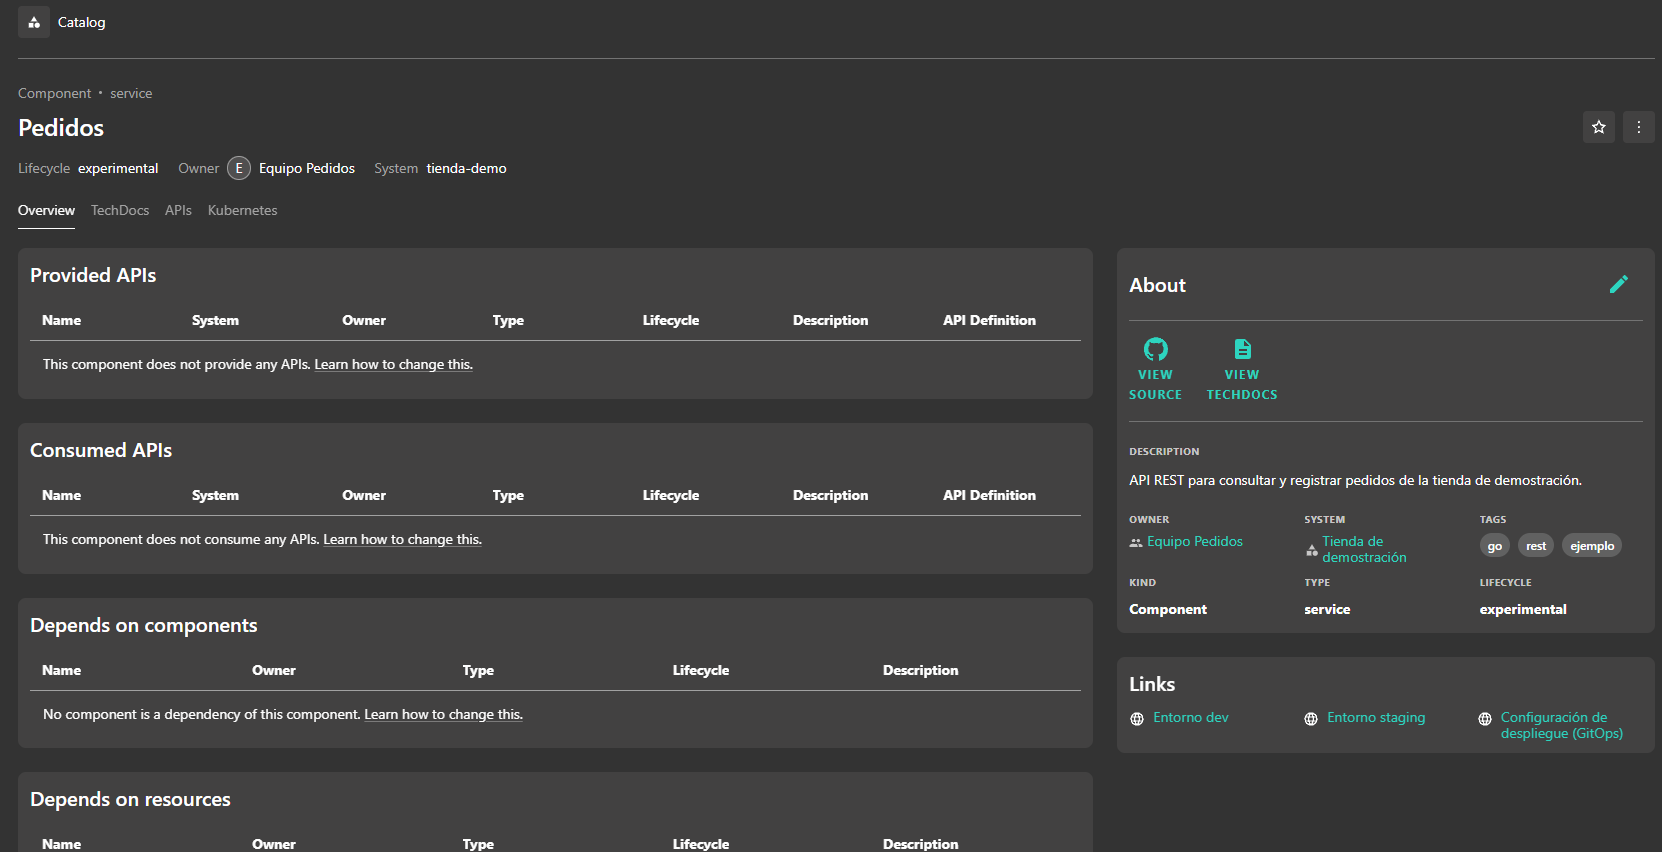 Catalog
Component • service
Pedidos
Lifecycle experimental Owner E Equipo Pedidos System tienda-demo
Overview TechDocs APIs Kubernetes
Provided APIs
Name System Owner Type Lifecycle Description API Definition
This component does not provide any APIs. Learn how to change this.
Consumed APIs
Name System Owner Type Lifecycle Description API Definition
This component does not consume any APIs. Learn how to change this.
Depends on components
Name Owner Type Lifecycle Description
No component is a dependency of this component. Learn how to change this.
Depends on resources
Name Owner Type Lifecycle Description
About
VIEW SOURCE
VIEW TECHDOCS
DESCRIPTION
API REST para consultar y registrar pedidos de la tienda de demostración.
OWNER
Equipo Pedidos
SYSTEM
Tienda de
demostración
TAGS
go rest ejemplo
KIND
Component
TYPE
service
LIFECYCLE
experimental
Links
Entorno dev
Entorno staging
Configuración de
despliegue (GitOps)